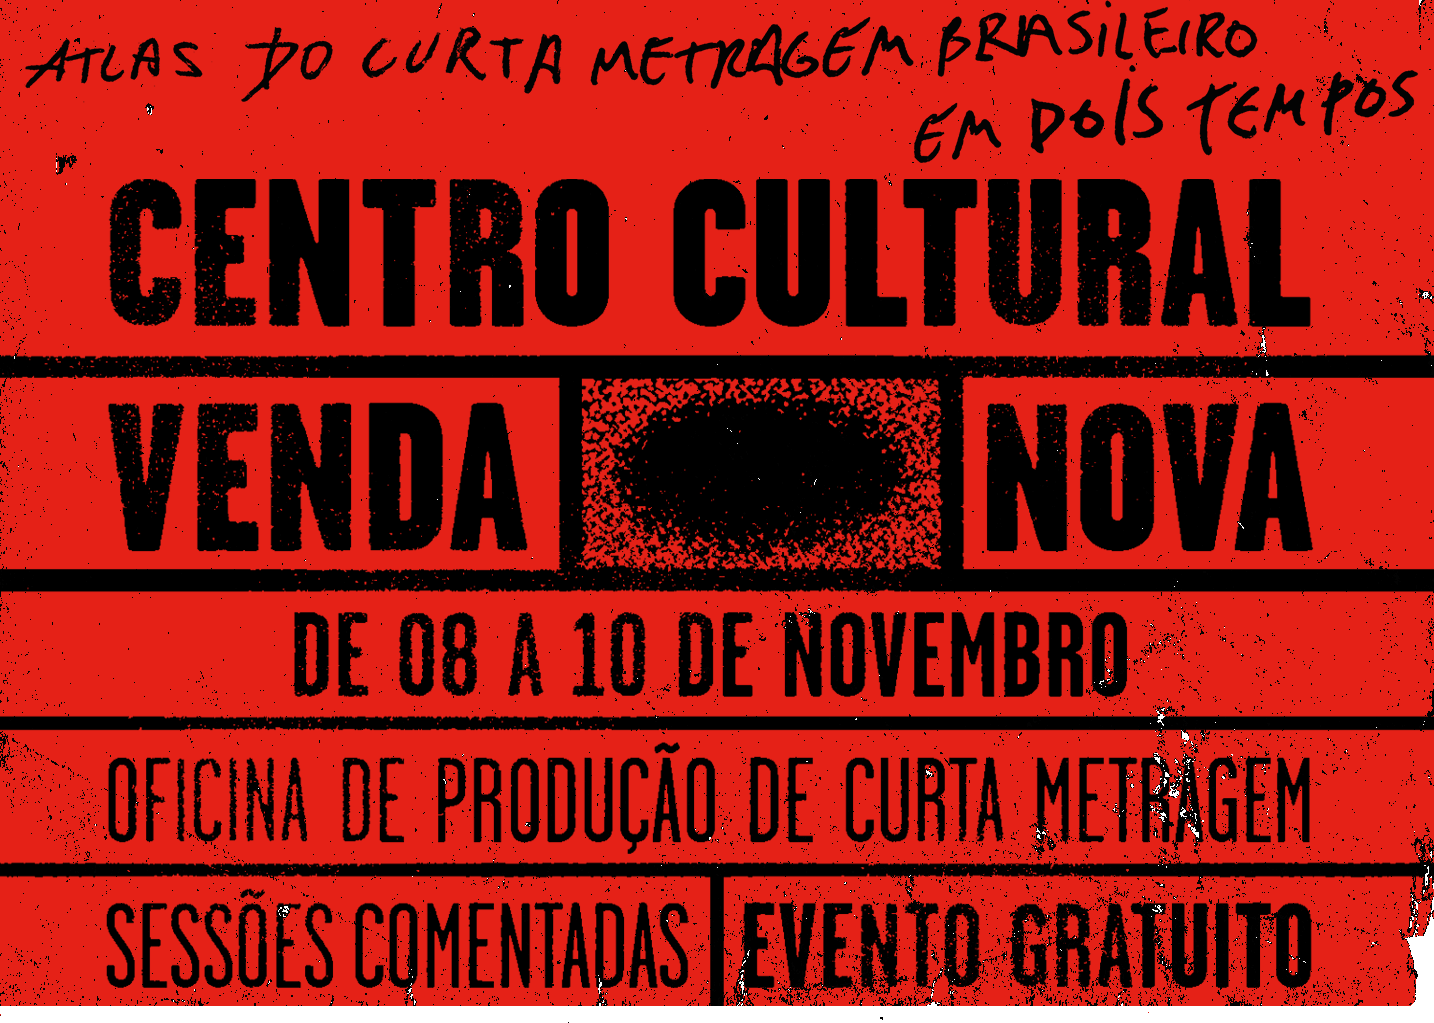 ATLAS DO CURTA METRAGEM BRASiLEIRO
EM DOIS TEMPOS
CENTRO CULTURAL
VENDA NOVA
DE 08 A 10 DE NOVEMBRO
OFICINA DE PRODUÇÃO DE CURTA METRAGEM
SESSÕES COMENTADAS EVENTO GRATUITO